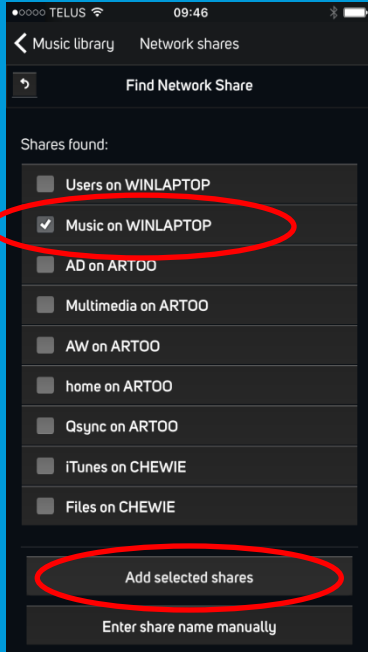 TELUS 09:46
Music library Network shares
Find Network Share
Shares found:
Users on WINLAPTOP
Music on WINLAPTOP
AD on ARTOO
Multimedia on ARTOO
AW on ARTOO
home on ARTOO
Qsync on ARTOO
iTunes on CHEWIE
Files on CHEWIE
Add selected shares
Enter share name manually